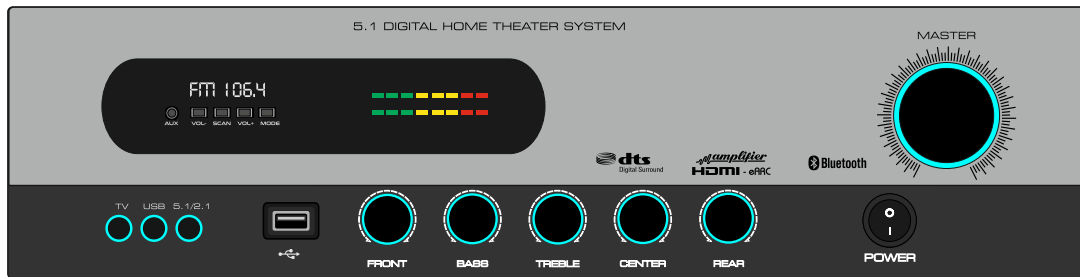 5.1 DIGITAL HOME THEATER SYSTEM
MASTER
FM 106.4
AUX VOL- SCAN VOL+ MODE
dts
Digital Surround
amplifier
HDMI - eARC
Bluetooth
TV USB 5.1/2.1
FRONT BASS TREBLE CENTER REAR
O
I
POWER